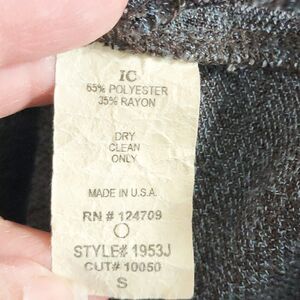 IC
65% POLYESTER
35% RAYON
DRY
CLEAN
ONLY
MADE IN U.S.A.
RN # 124709
STYLE# 1953J
CUT# 10050
S